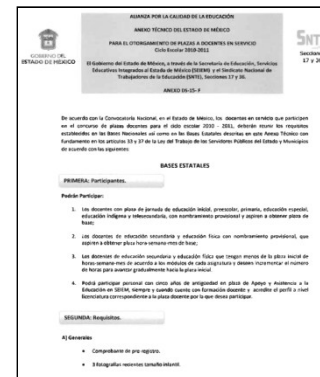 ALIANZA POR LA CALIDAD DE LA EDUCACIÓN
ANEXO TÉCNICO DEL ESTADO DE MÉXICO
PARA EL OTORGAMIENTO DE PLAZAS A DOCENTES EN SERVICIO
Ciclo Escolar 2010-2011
El Gobierno del Estado de México, a través de la Secretaría de Educación, Servicios
Educativos Integrados al Estado de México (SEIEM) y el Sindicato Nacional de
Trabajadores de la Educación (SNTE), Secciones 17 y 36.
GOBIERNO DEL
ESTADO DE MÉXICO
SNT
Seccion
17 y 3
De acuerdo con la Convocatoria Nacional, en el Estado de México, los docentes en servicio que participen
en el concurso de plazas docentes para el ciclo escolar 2010 - 2011, deberán reunir los requisitos
establecidos en las Bases Nacionales así como en las Bases Estatales descritas en este Anexo Técnico con
fundamento en los artículos 33 y 37 de la Ley del Trabajo de los Servidores Públicos del Estado y Municipios
de acuerdo con las siguientes:
BASES ESTATALES
PRIMERA: Participantes.
Podrán Participar:
1. Los docentes con plaza de jornada de educación inicial, preescolar, primaria, educación especial,
educación indígena y telesecundaria, con nombramiento provisional y aspiren a obtener plaza de
base;
2. Los docentes de educación secundaria y educación física con nombramiento provisional, que
aspiren a obtener plaza hora-semana-mes de base;
3. Los docentes de educación secundaria y educación física que tengan menos de la plaza inicial de
horas-semana-mes de acuerdo a los módulos de cada asignatura y deseen incrementar el número
de horas para avanzar gradualmente hacia la plaza inicial.
4. Podrá participar personal con cinco años de antigüedad en plaza de Apoyo y Asistencia a la
Educación en SEIEM, siempre y cuando cuente con formación docente y acredite el perfil a nivel
licenciatura correspondiente a la plaza docente por la que desea participar.
SEGUNDA: Requisitos.
A) Generales
• Comprobante de pre-registro.
• 3 fotografías recientes tamaño infantil.